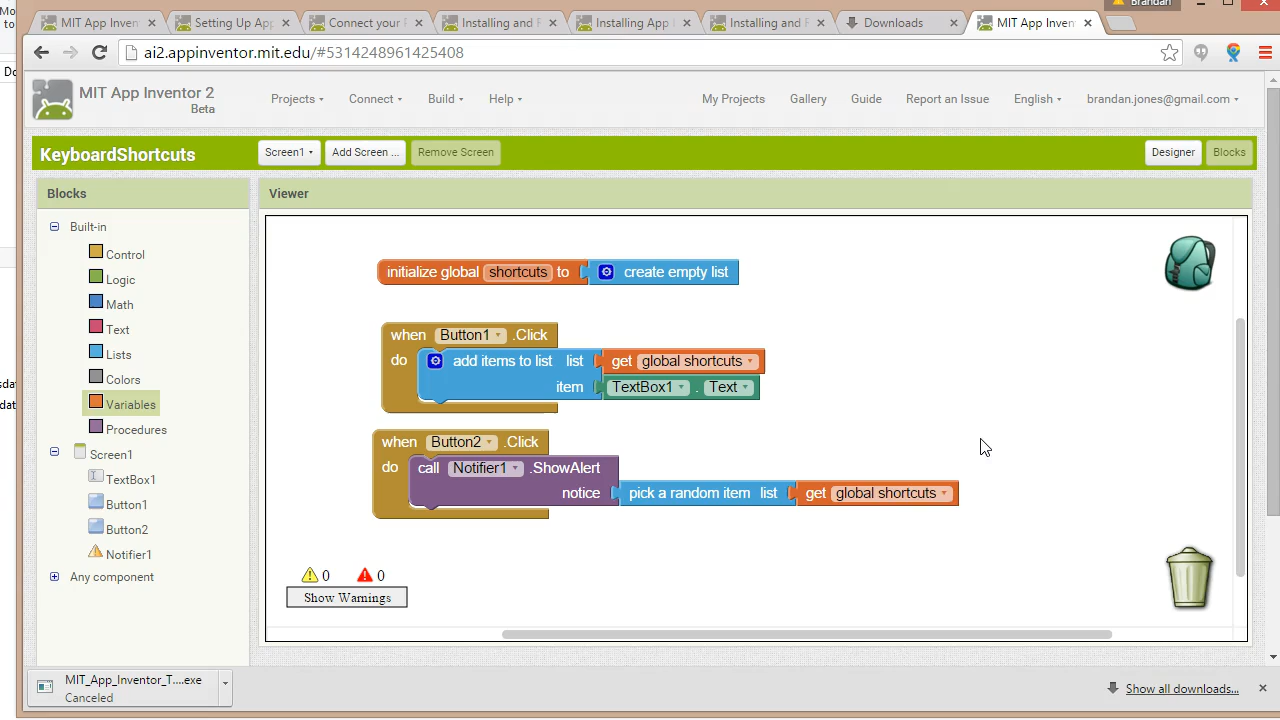 Brandan
MIT App Inven
Setting Up App
Connect your
Installing and
Installing App I
Installing and
Downloads
MIT App Inven
ai2.appinventor.mit.edu/#5314248961425408
MIT App Inventor 2
Beta
Projects
Connect
Build
Help
My Projects
Gallery
Guide
Report an Issue
English
brandan.jones@gmail.com
KeyboardShortcuts
Screen1
Add Screen ...
Remove Screen
Designer
Blocks
Blocks
Built-in
Control
Logic
Math
Text
Lists
Colors
Variables
Procedures
Screen1
TextBox1
Button1
Button2
Notifier1
Any component
Viewer
initialize global shortcuts to create empty list
when Button1 .Click
do add items to list list get global shortcuts
item TextBox1 . Text
when Button2 .Click
do call Notifier1 .ShowAlert
notice pick a random item list get global shortcuts
0 0
Show Warnings
MIT_App_Inventor_T....exe
Canceled
Show all downloads...